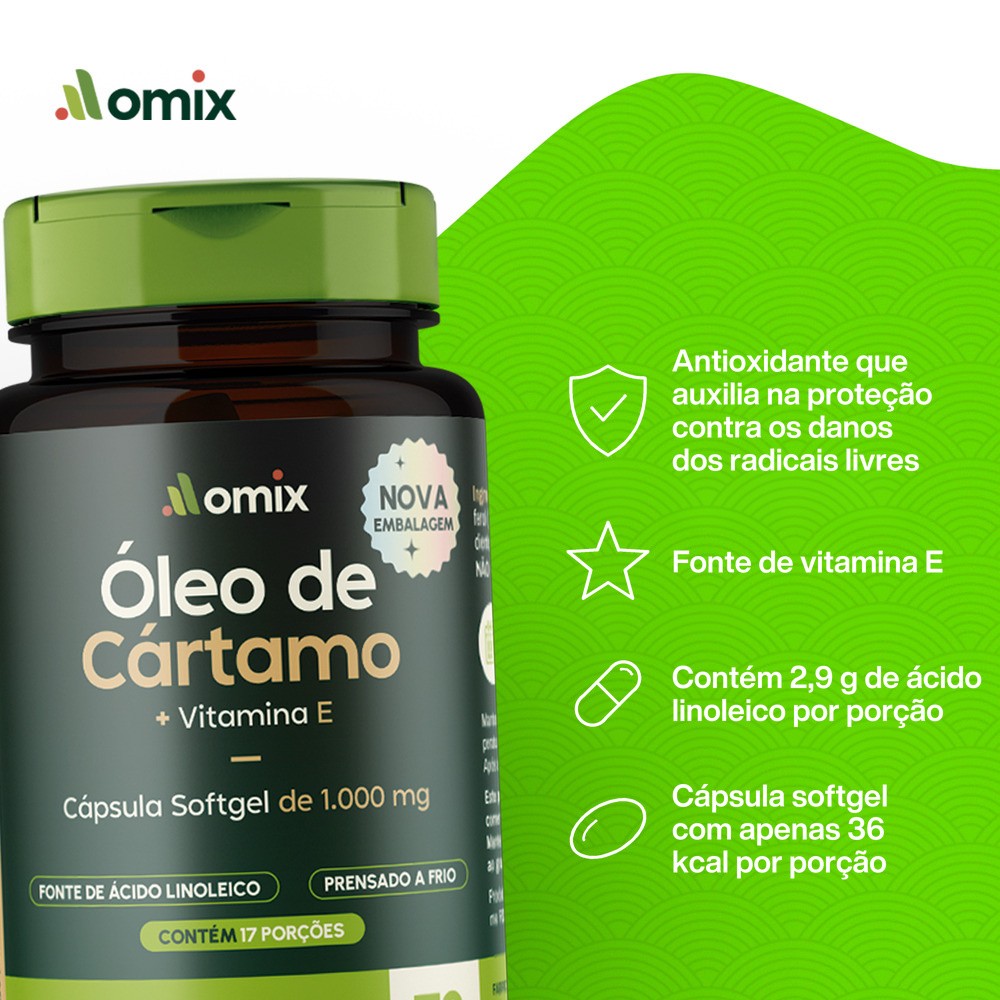 omix
omix
NOVA
EMBALAGEM
Óleo de
Cártamo
+ Vitamina E
Cápsula Softgel de 1.000 mg
FONTE DE ÁCIDO LINOLEICO
PRENSADO A FRIO
CONTÉM 17 PORÇÕES
Antioxidante que
auxilia na proteção
contra os danos
dos radicais livres
Fonte de vitamina E
Contém 2,9 g de ácido
linoleico por porção
Cápsula softgel
com apenas 36
kcal por porção